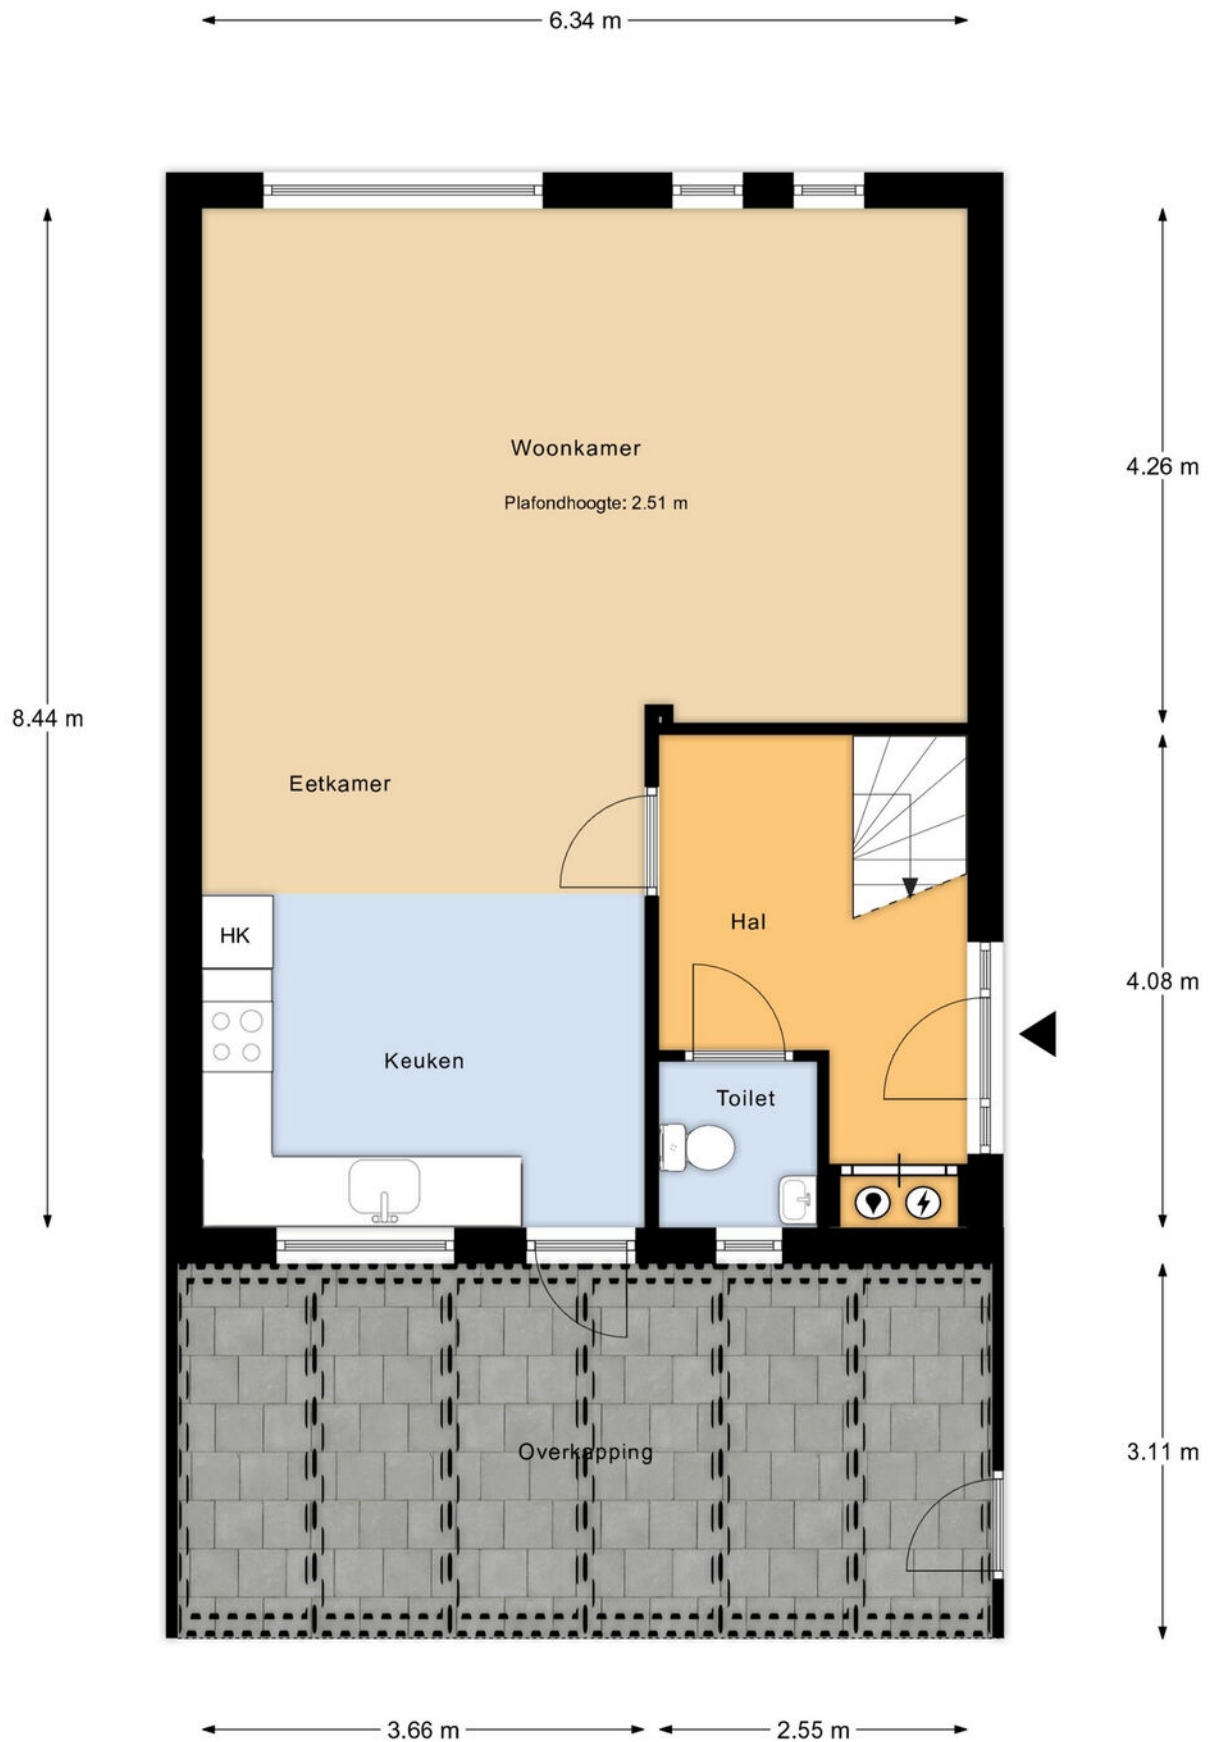 6.34 m
Woonkamer
Plafondhoogte: 2.51 m
4.26 m
8.44 m
Eetkamer
Hal
HK
4.08 m
Keuken
Toilet
Overkapping
3.11 m
3.66 m
2.55 m